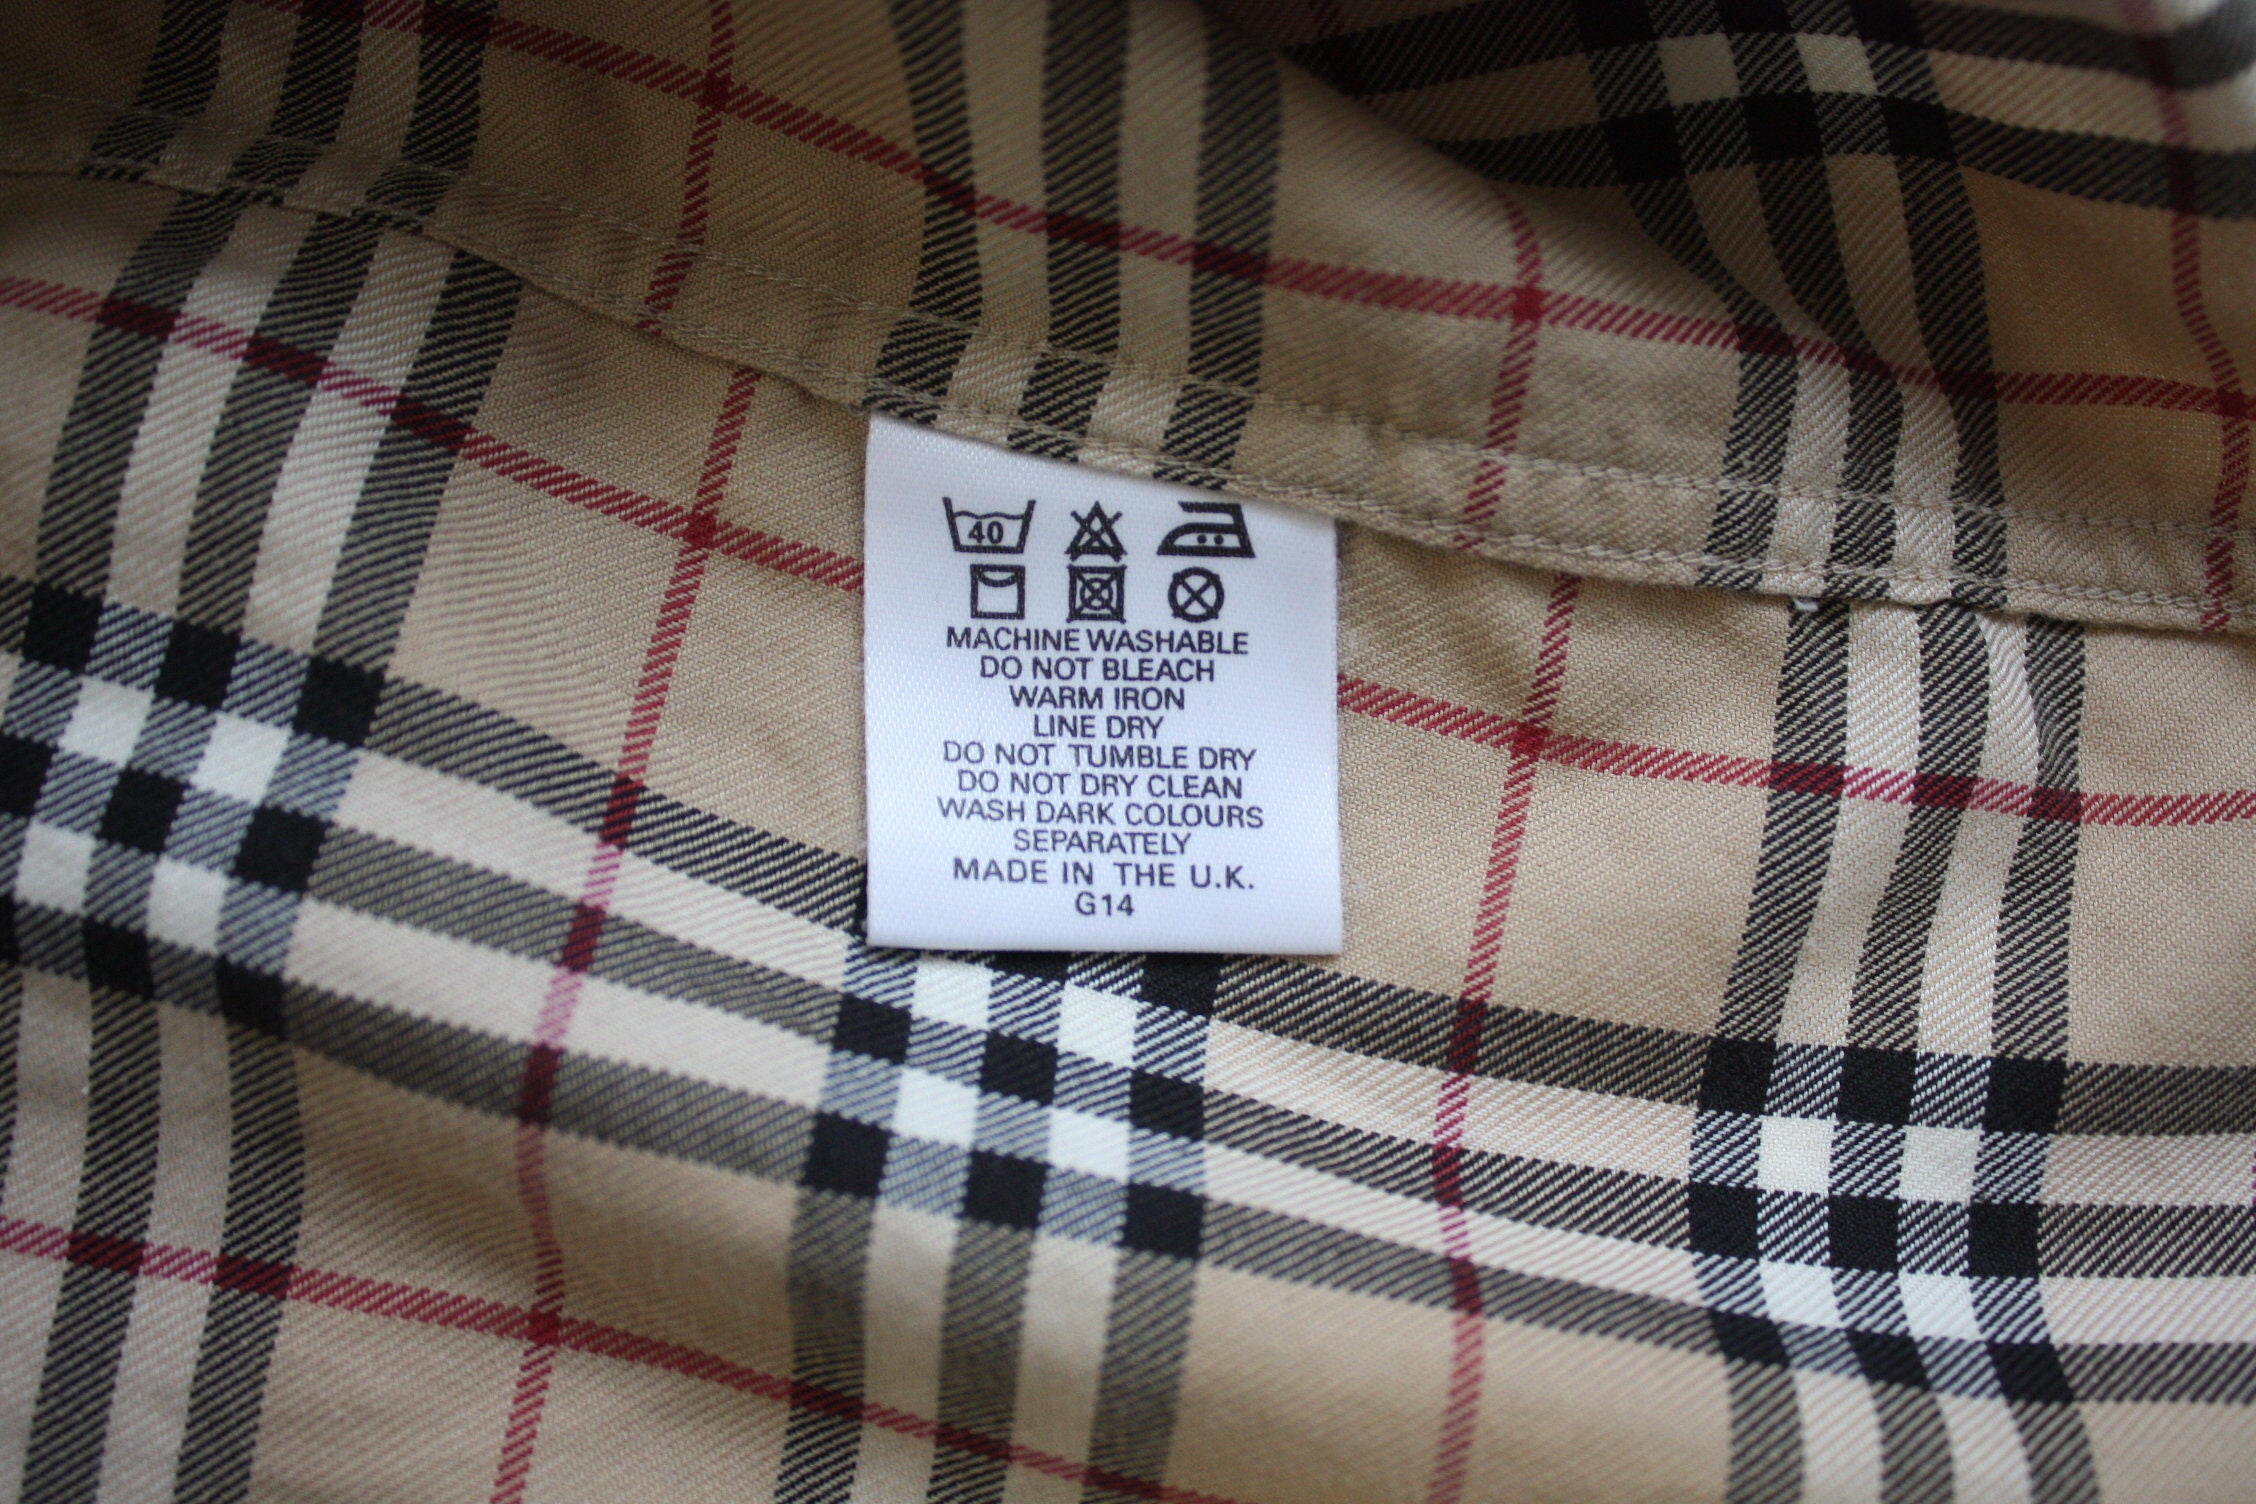 40
MACHINE WASHABLE
DO NOT BLEACH
WARM IRON
LINE DRY
DO NOT TUMBLE DRY
DO NOT DRY CLEAN
WASH DARK COLOURS
SEPARATELY
MADE IN THE U.K.
G14